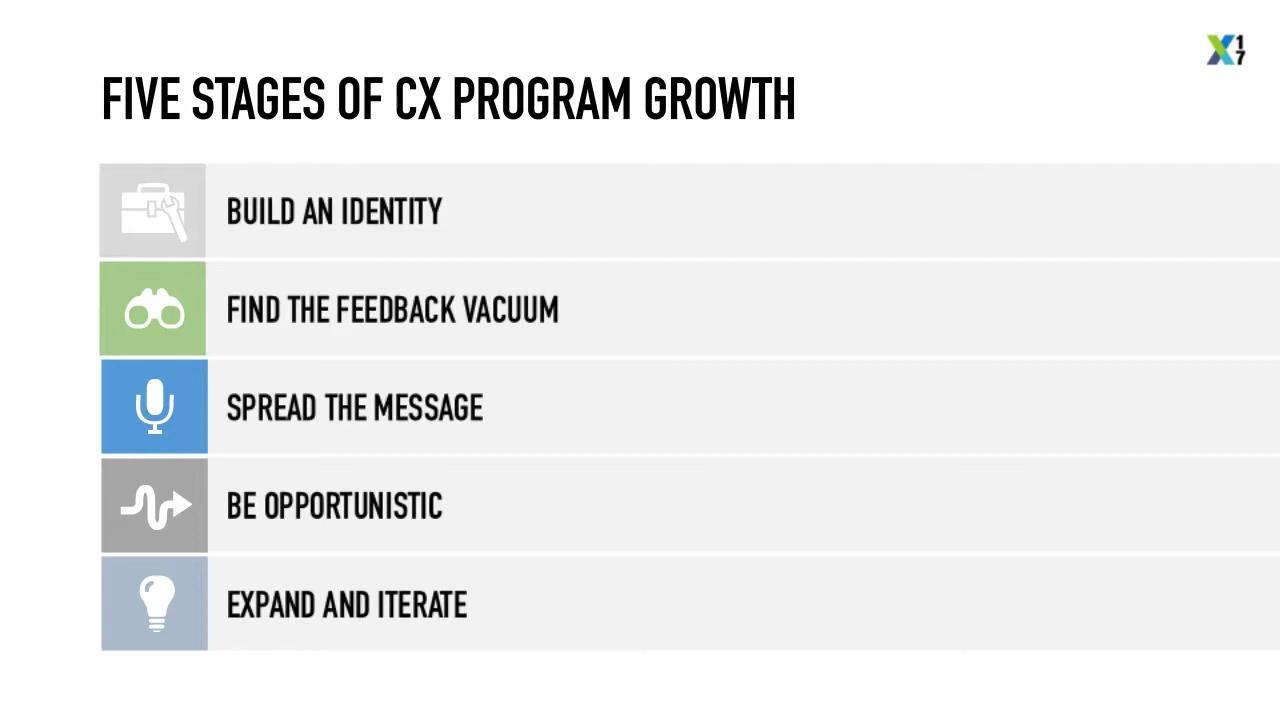 X17
FIVE STAGES OF CX PROGRAM GROWTH
BUILD AN IDENTITY
FIND THE FEEDBACK VACUUM
SPREAD THE MESSAGE
BE OPPORTUNISTIC
EXPAND AND ITERATE